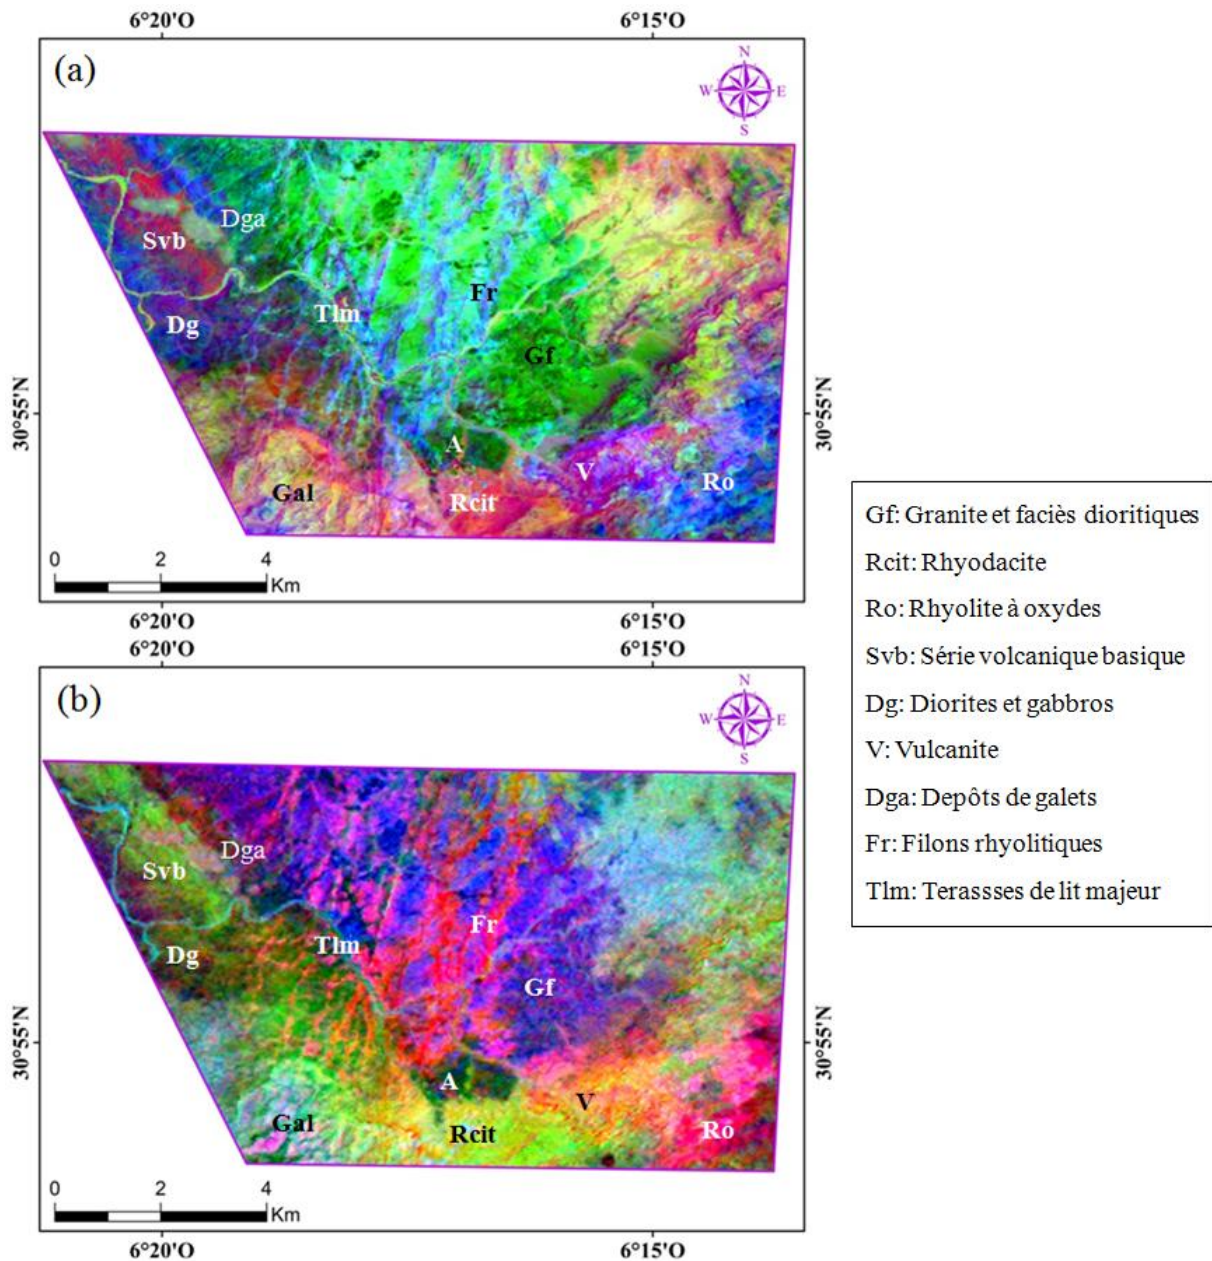 6°20'O 6°15'O
(a)
N
W E
S
Dga
Svb
Fr
Tlm
Dg
Gf
30°55'N 30°55'N
A
V
Ro
Gal
Rcit
0 2 4
Km
6°20'O 6°15'O
6°20'O 6°15'O
(b)
N
W E
S
Dga
Svb
Fr
Tlm
Dg
Gf
30°55'N 30°55'N
A
V
Gal
Rcit
Ro
0 2 4
Km
6°20'O 6°15'O
Gf: Granite et faciès dioritiques
Rcit: Rhyodacite
Ro: Rhyolite à oxydes
Svb: Série volcanique basique
Dg: Diorites et gabbros
V: Vulcanite
Dga: Depôts de galets
Fr: Filons rhyolitiques
Tlm: Terassses de lit majeur